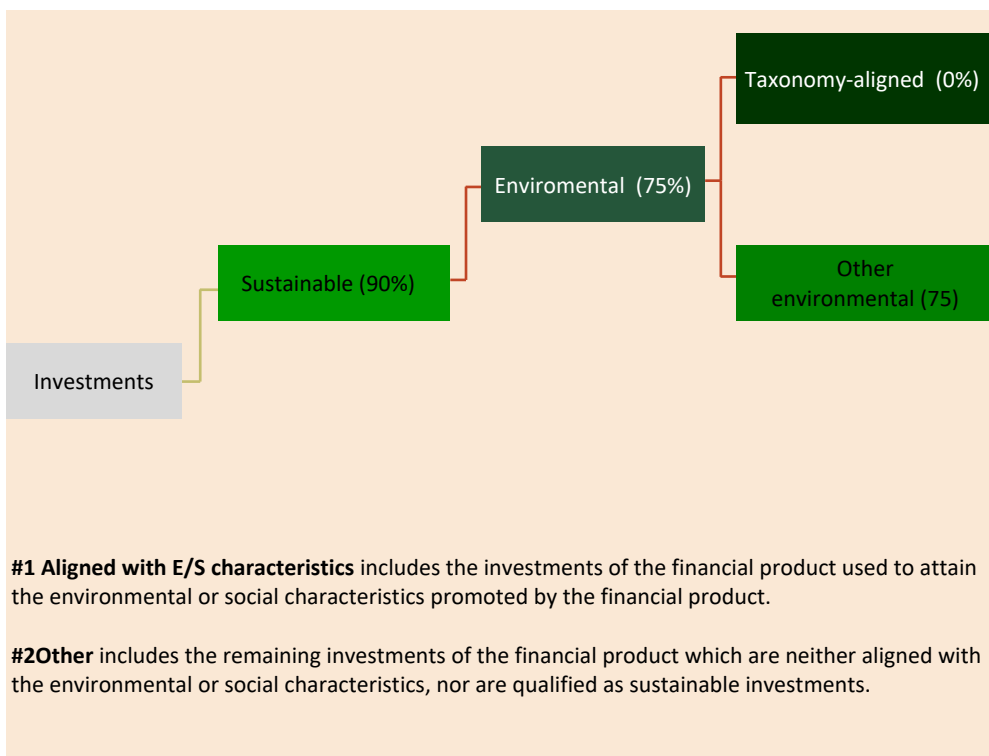 Taxonomy-aligned  (0%)
Enviromental  (75%)
Sustainable (90%)
Other
environmental (75)
Investments
#1 Aligned with E/S characteristics includes the investments of the financial product used to attain
the environmental or social characteristics promoted by the financial product.
#2Other includes the remaining investments of the financial product which are neither aligned with
the environmental or social characteristics, nor are qualified as sustainable investments.